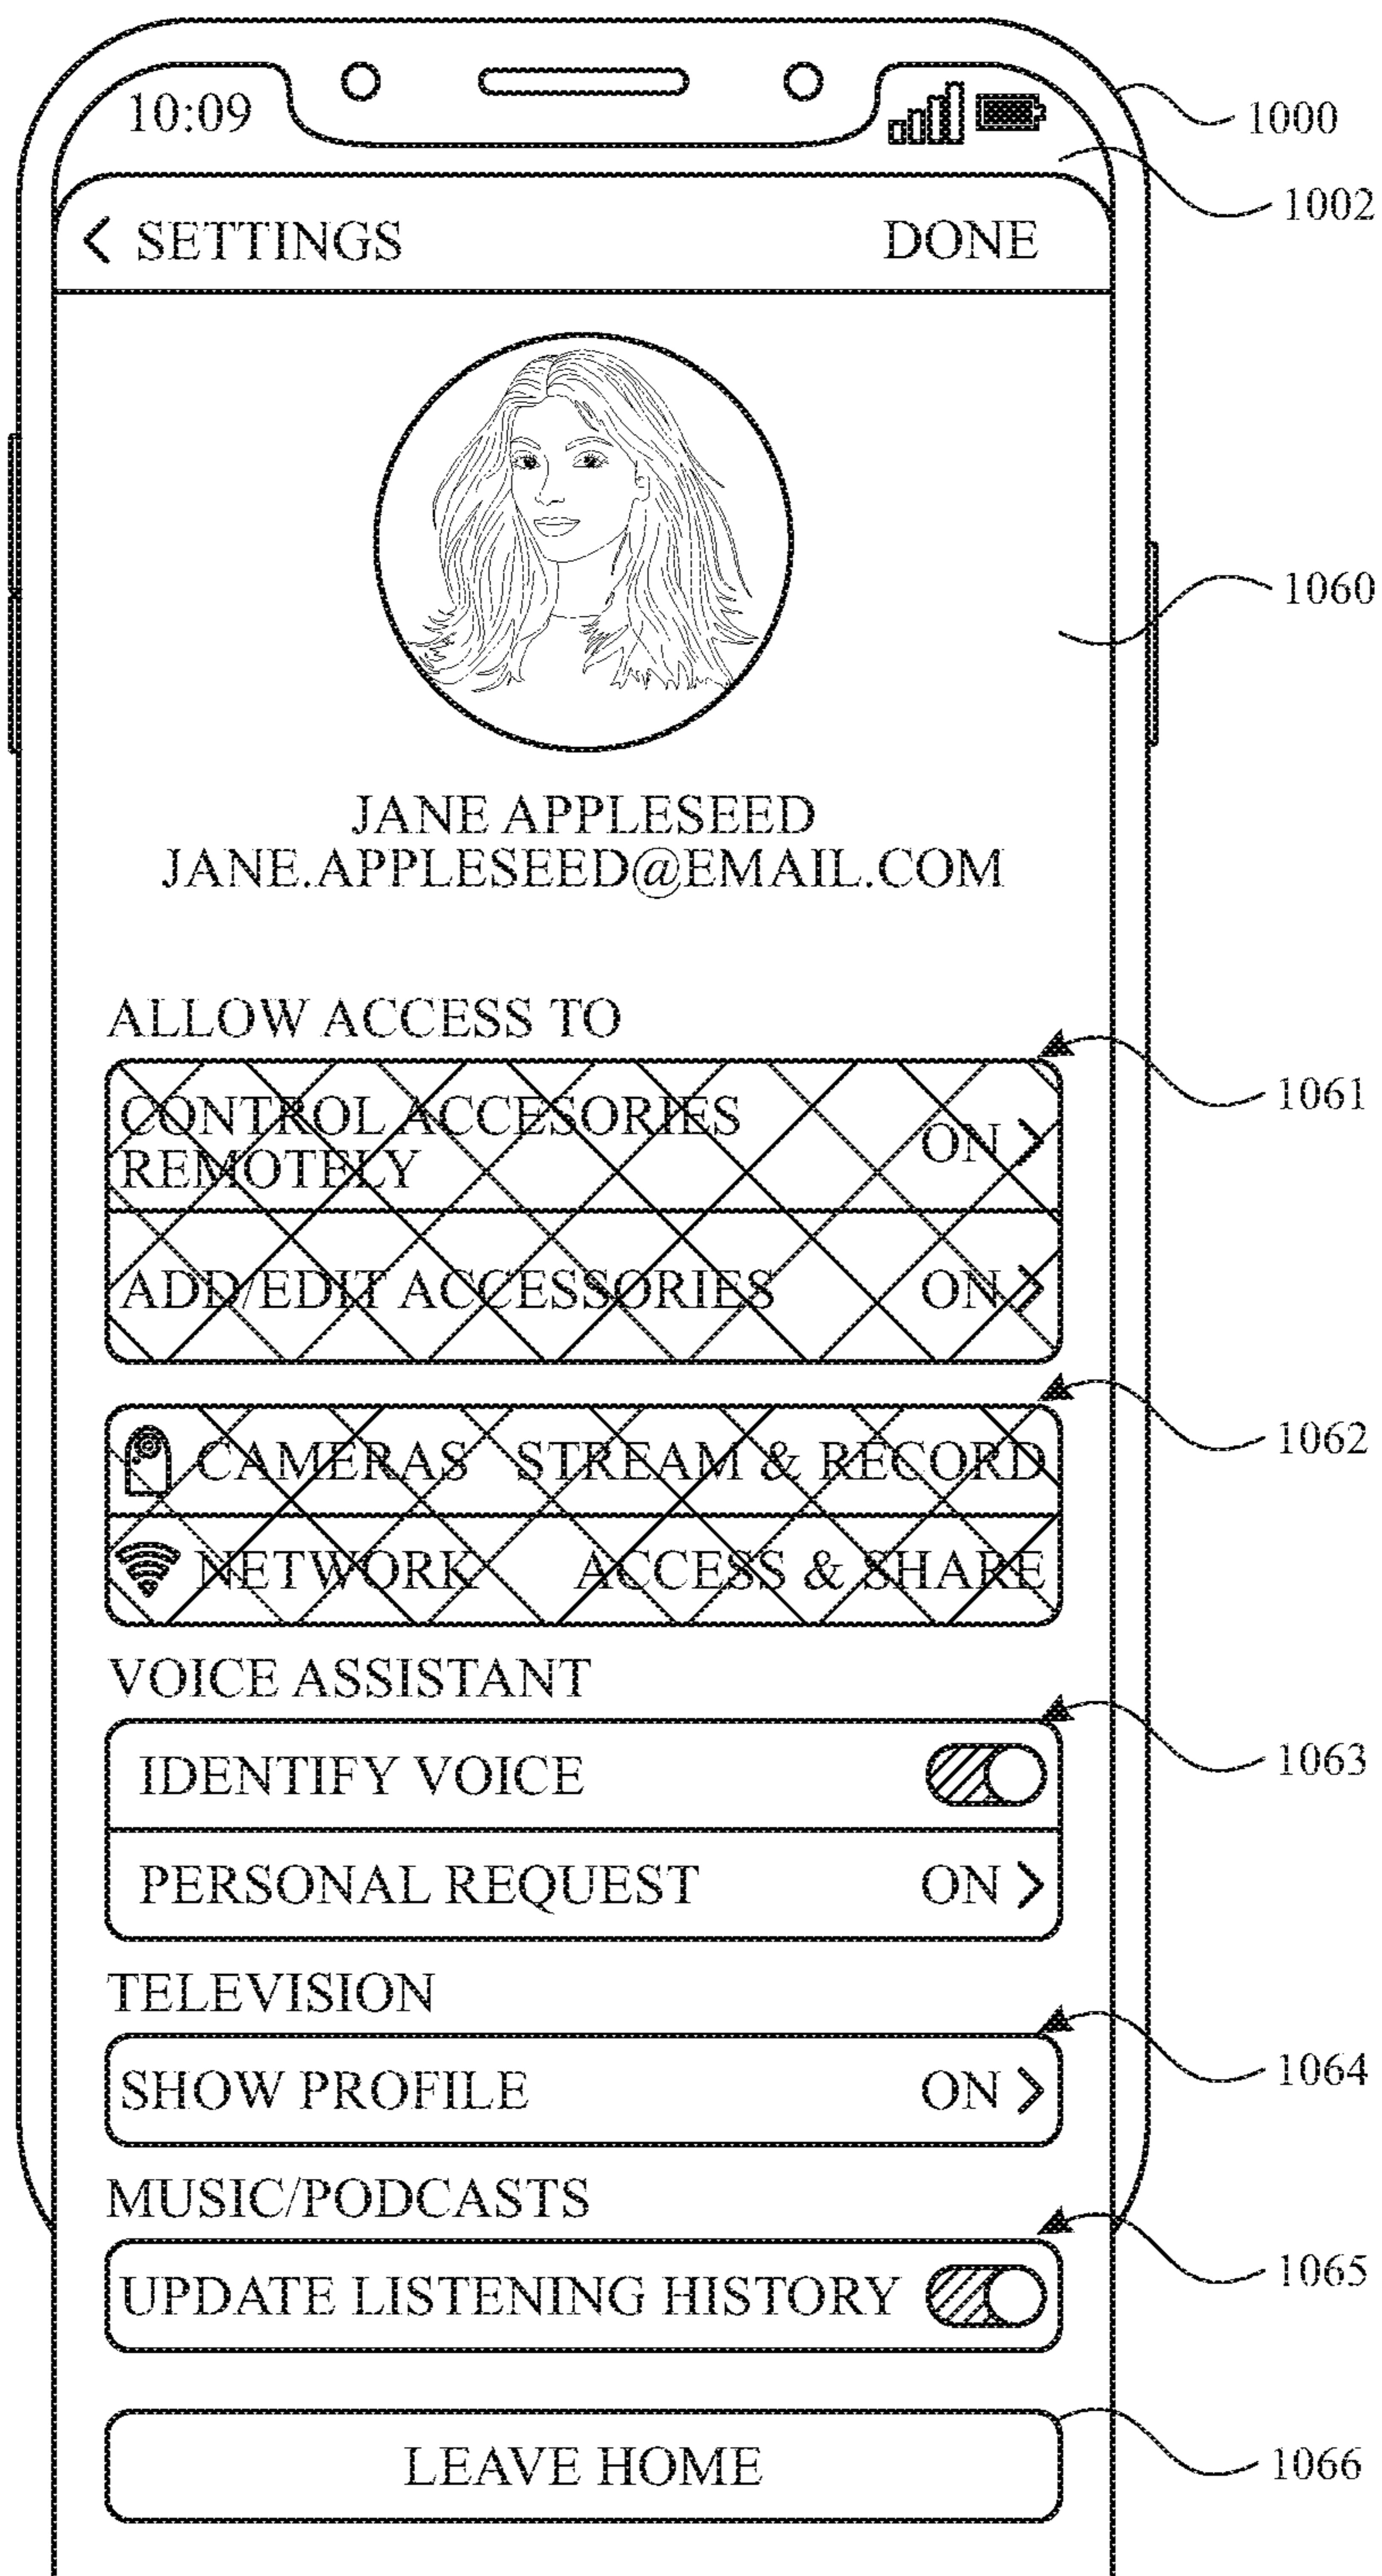 10:09
1000
1002
< SETTINGS DONE
1060
JANE APPLESEED
JANE.APPLESEED@EMAIL.COM
ALLOW ACCESS TO
1061
CONTROL ACCESORIES
REMOTELY ON >
ADD/EDIT ACCESSORIES ON >
1062
CAMERAS STREAM & RECORD
NETWORK ACCESS & SHARE
VOICE ASSISTANT
1063
IDENTIFY VOICE
PERSONAL REQUEST ON >
TELEVISION
1064
SHOW PROFILE ON >
MUSIC/PODCASTS
1065
UPDATE LISTENING HISTORY
LEAVE HOME
1066